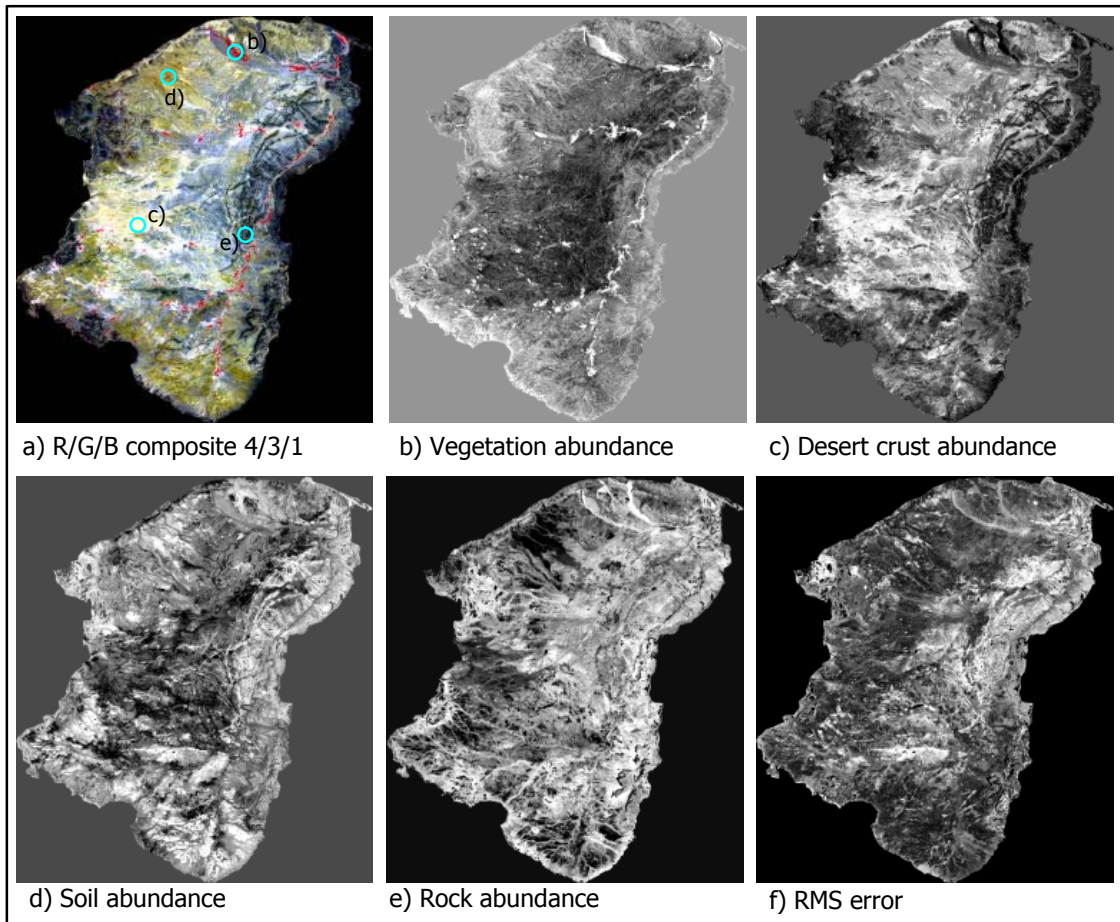 b)
d)
c)
e)
a) R/G/B composite 4/3/1
b) Vegetation abundance
c) Desert crust abundance
d) Soil abundance
e) Rock abundance
f) RMS error